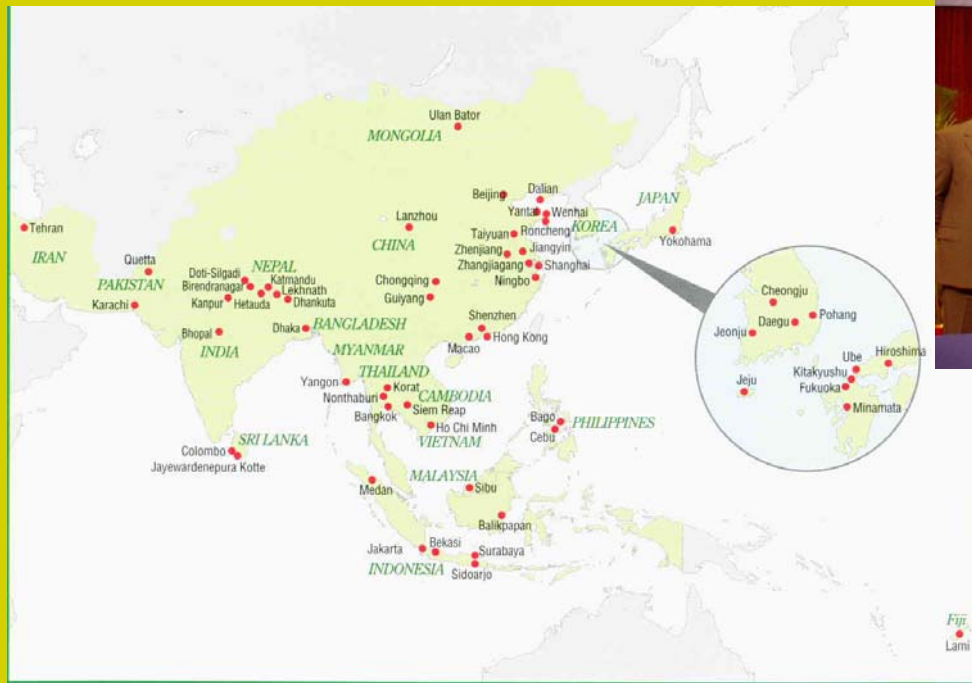 Ulan Bator
MONGOLIA
Beijing
Dalian
JAPAN
Yantai
Wenhai
Lanzhou
KOREA
Tehran
Taiyuan
Roncheng
Yokohama
CHINA
Jiangyin
IRAN
Zhenjiang
Quetta
NEPAL
Zhangjiagang
Shanghai
Doti-Silgadi
Katmandu
Ningbo
PAKISTAN
Birendranagar
Lekhnath
Chongqing
Cheongju
Karachi
Kanpur
Hetauda
Dhankuta
Guiyang
Shenzhen
Daegu
Pohang
Bhopal
Dhaka
BANGLADESH
Jeonju
Macao
Hong Kong
INDIA
MYANMAR
Ube
Hiroshima
THAILAND
Kitakyushu
Jeju
Yangon
Korat
Fukuoka
Nonthaburi
CAMBODIA
Siem Reap
Minamata
Bangkok
Bago
PHILIPPINES
Ho Chi Minh
Cebu
SRI LANKA
VIETNAM
Colombo
Jayewardenepura Kotte
MALAYSIA
Sibu
Medan
Balikpapan
Jakarta
Bekasi
Surabaya
INDONESIA
Sidoarjo
Fiji
Lami